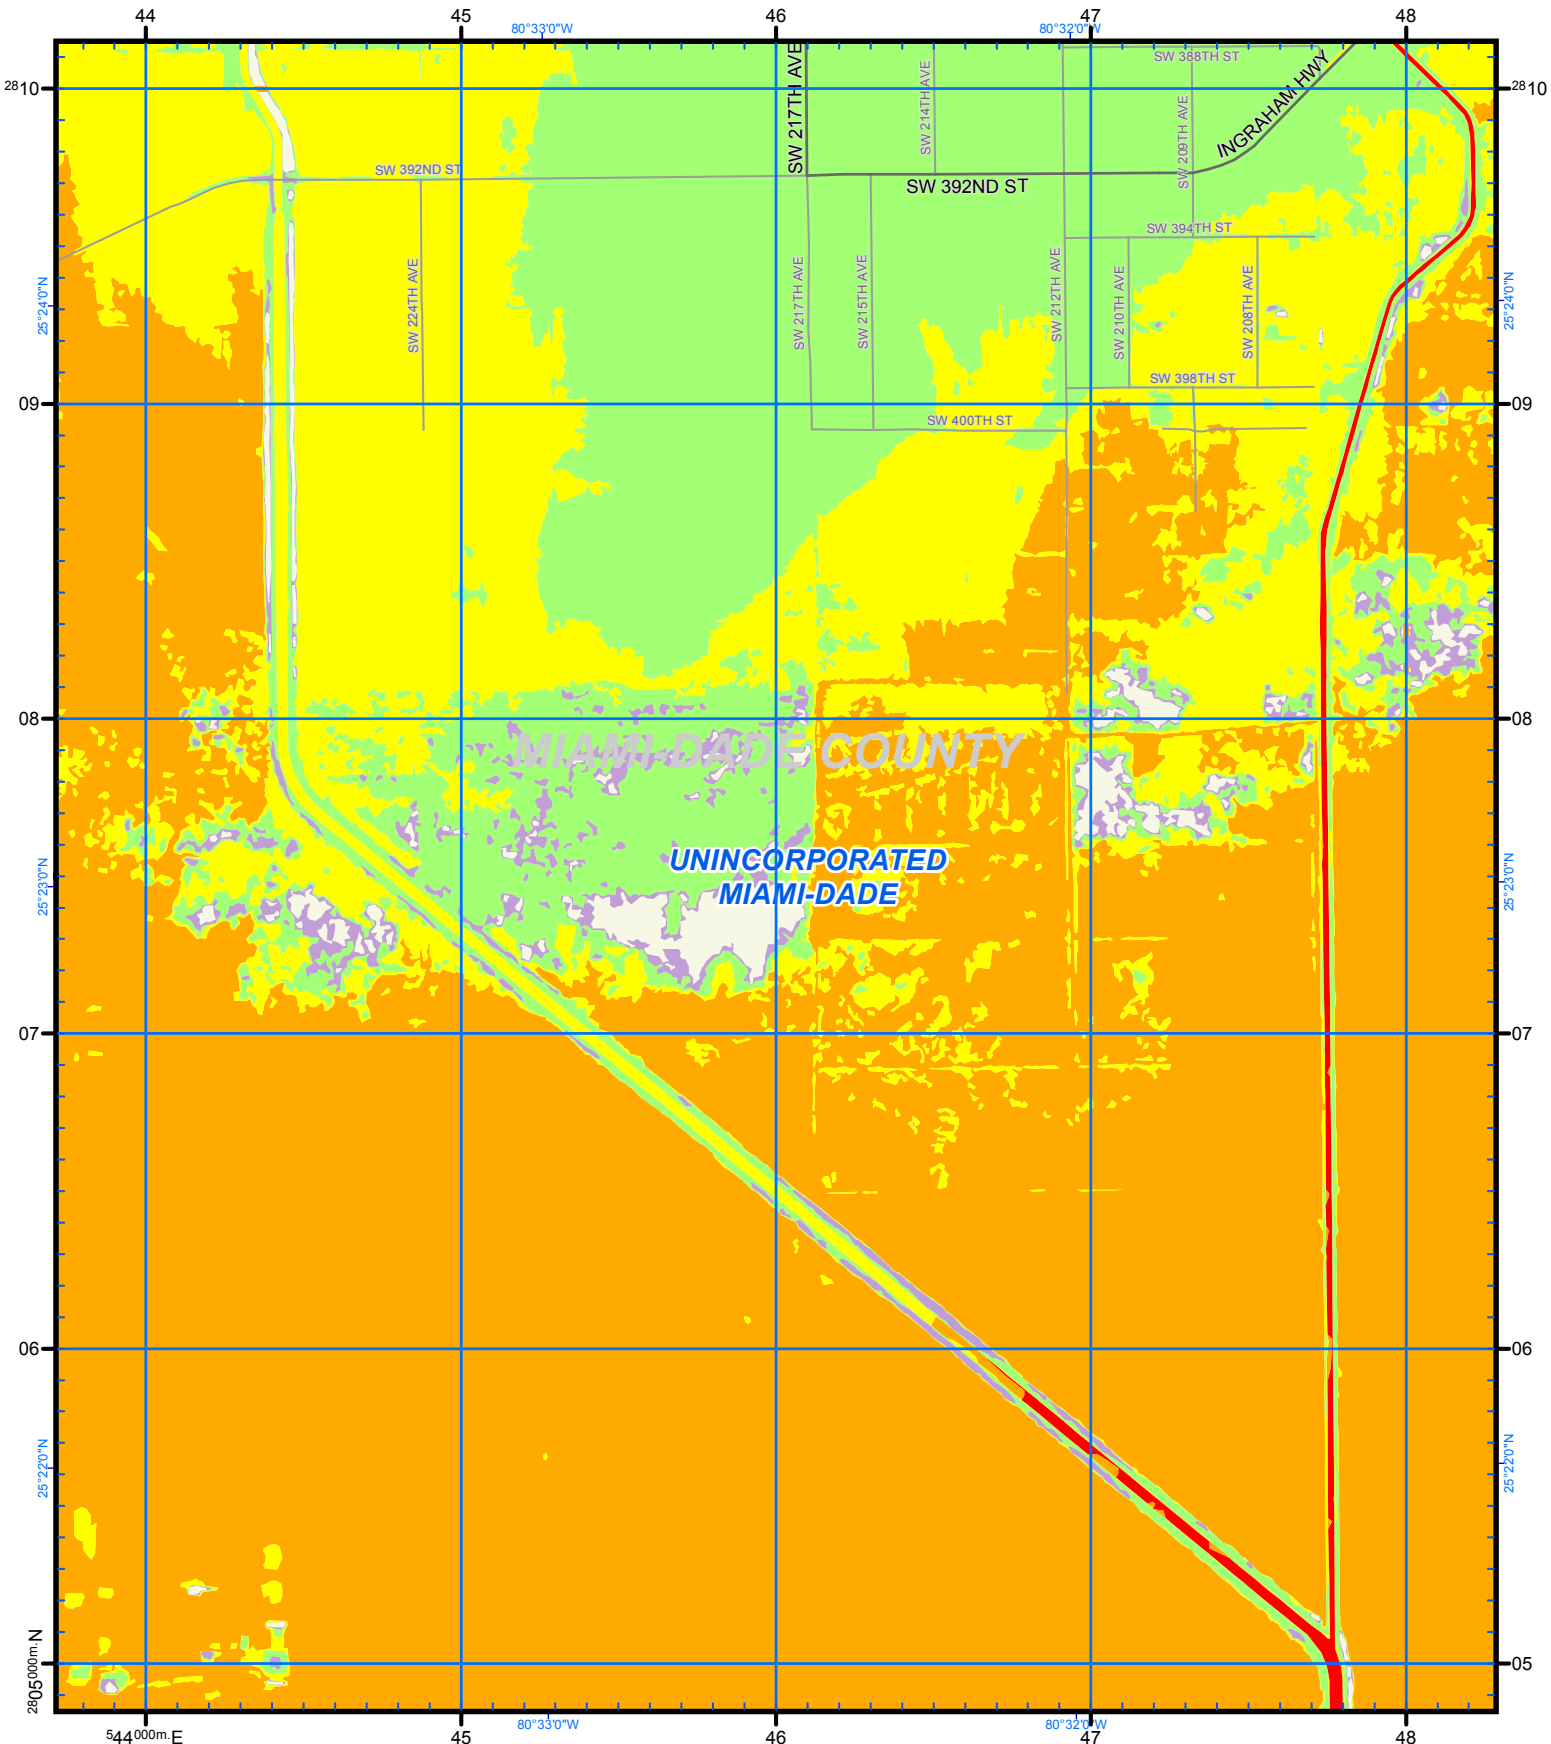 44 45 46 47 48
80°33'0"W 80°32'0"W
²⁸10 ²⁸10
SW 217TH AVE
SW 214TH AVE
SW 388TH ST
SW 209TH AVE
INGRAHAM HWY
SW 392ND ST
SW 392ND ST
SW 394TH ST
25°24'0"N
SW 224TH AVE
SW 217TH AVE
SW 215TH AVE
SW 212TH AVE
SW 210TH AVE
SW 208TH AVE
25°24'0"N
SW 398TH ST
09 09
SW 400TH ST
08 08
MIAMI-DADE COUNTY
UNINCORPORATED
MIAMI-DADE
25°23'0"N 25°23'0"N
07 07
06 06
25°22'0"N 25°22'0"N
²⁸05⁰⁰⁰ᵐ·N 05
80°33'0"W 80°32'0"W
⁵44⁰⁰⁰ᵐ·E 45 46 47 48